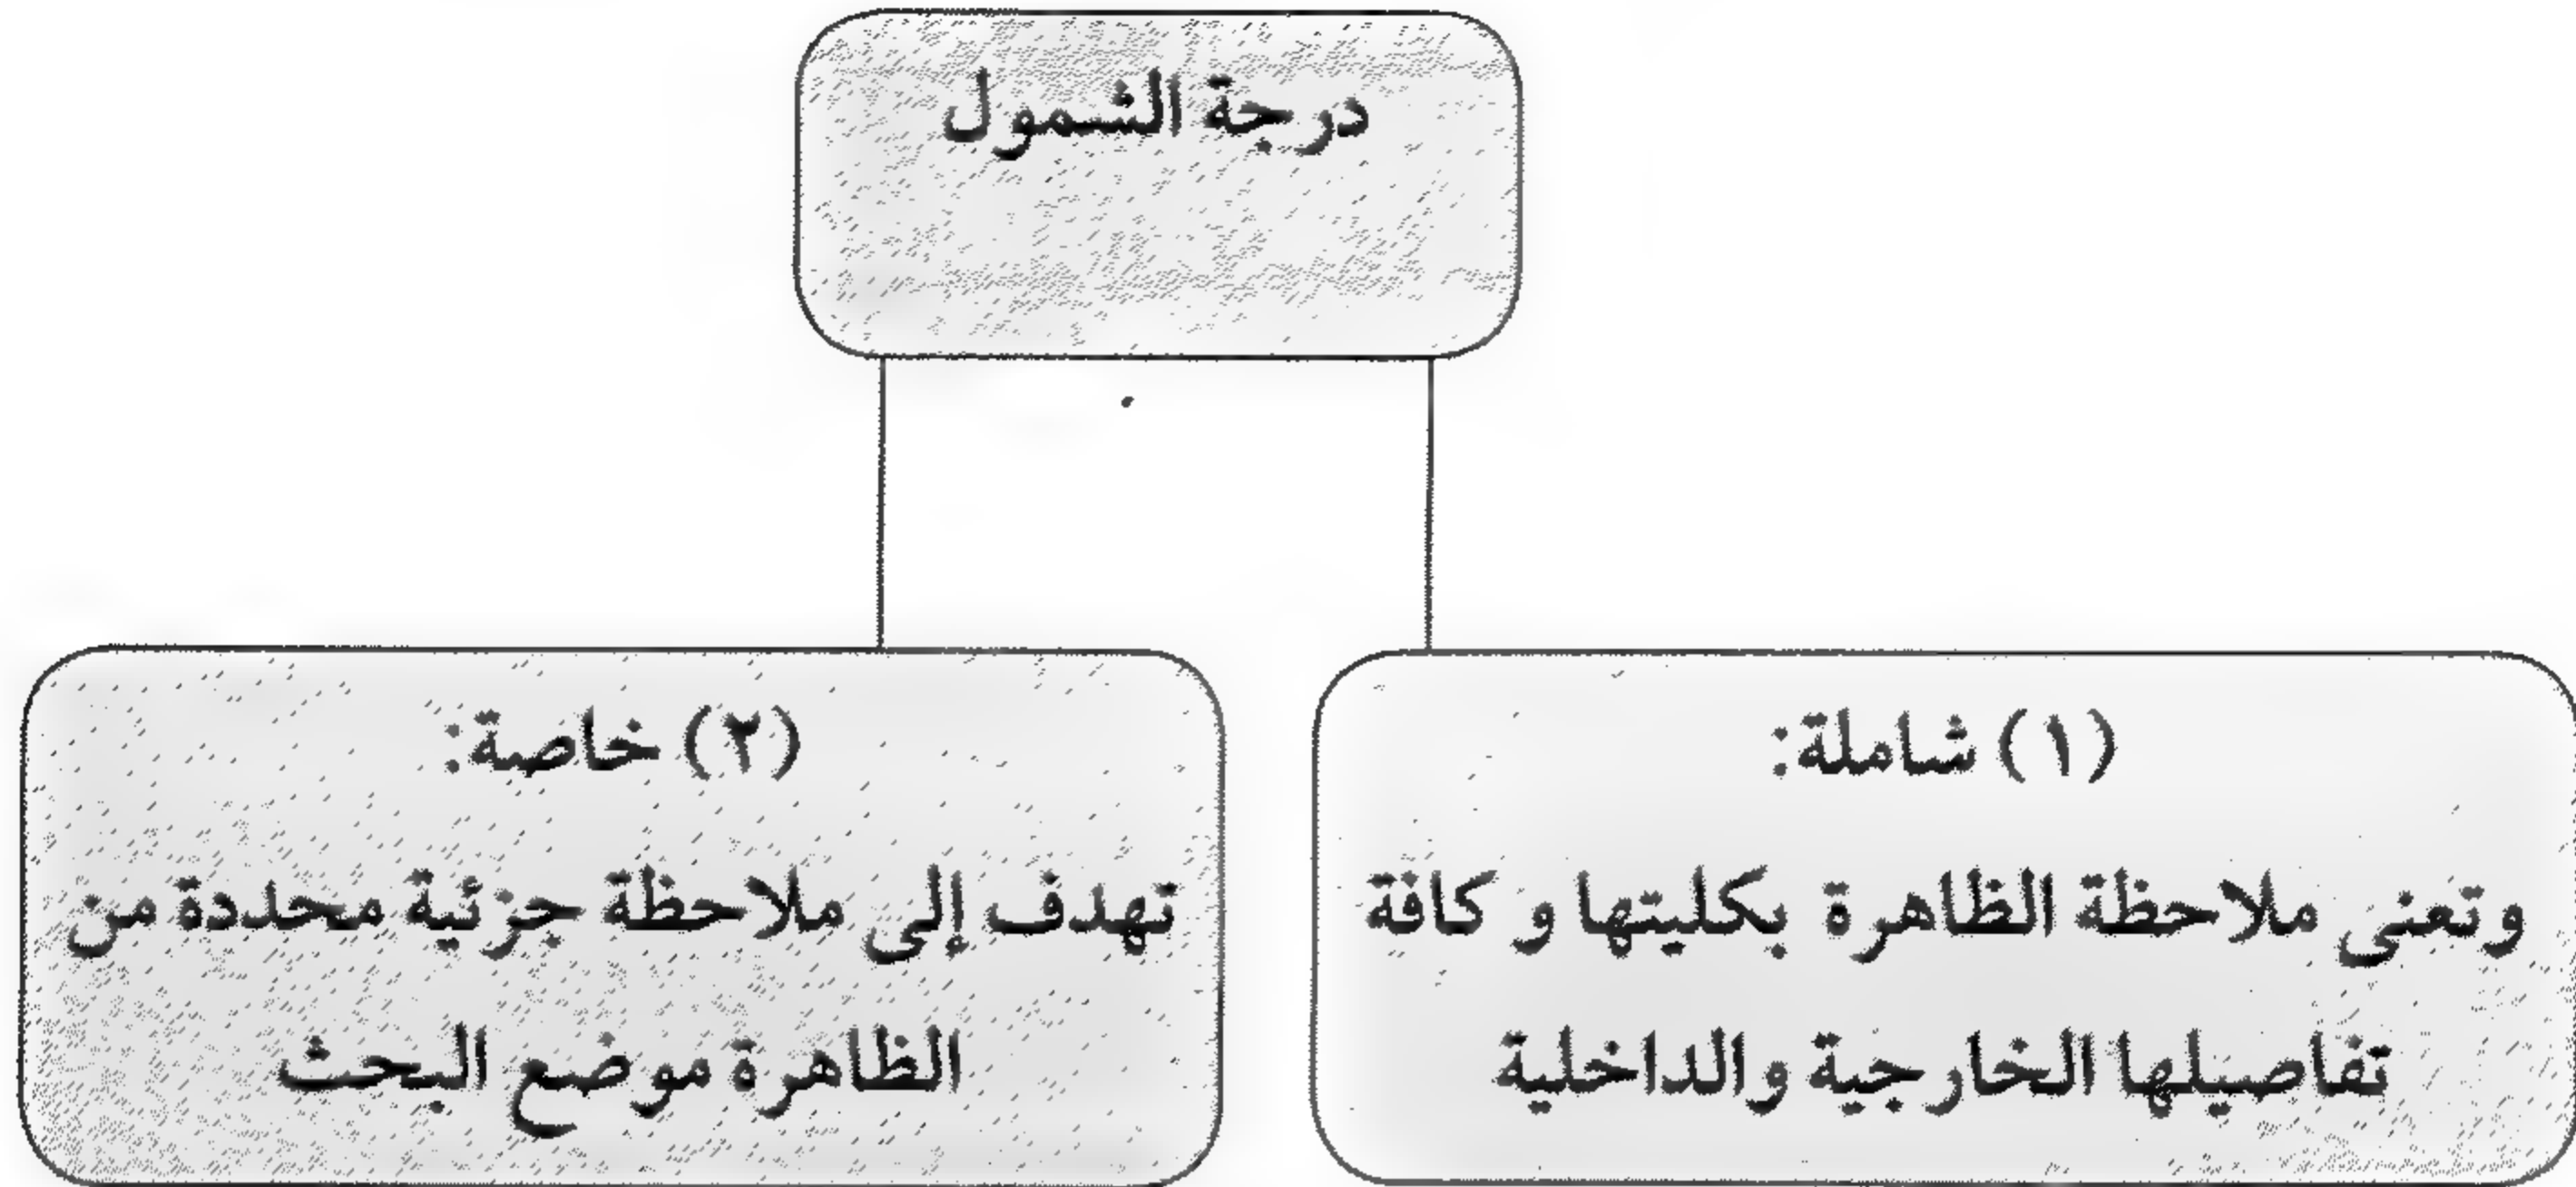 درجة الشمول
(١) شاملة:
وتعنى ملاحظة الظاهرة بكليتها و كافة
تفاصيلها الخارجية والداخلية
(٢) خاصة:
تهدف إلى ملاحظة جزئية محددة من
الظاهرة موضع البحث